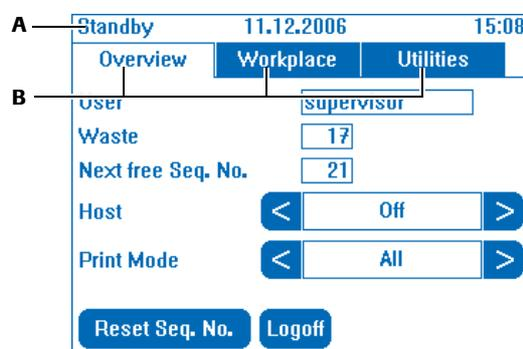 A
Standby 11.12.2006 15:08
Overview Workplace Utilities
B
User supervisor
Waste 17
Next free Seq. No. 21
Host < Off >
Print Mode < All >
Reset Seq. No. Logoff